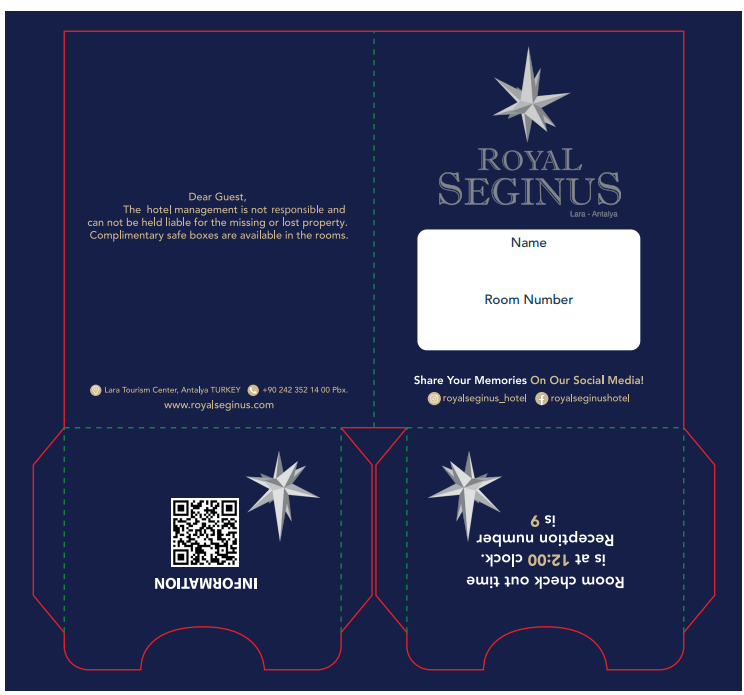 Dear Guest,
The hotel management is not responsible and
can not be held liable for the missing or lost property.
Complimentary safe boxes are available in the rooms.
Lara Tourism Center, Antalya TURKEY +90 242 352 14 00 Pbx.
www.royalseginus.com
ROYAL
SEGINUS
Lara - Antalya
Name
Room Number
Share Your Memories On Our Social Media!
royalseginus_hotel royalseginushotel
INFORMATION
Room check out time
is at 12:00 clock.
Reception number
is 9